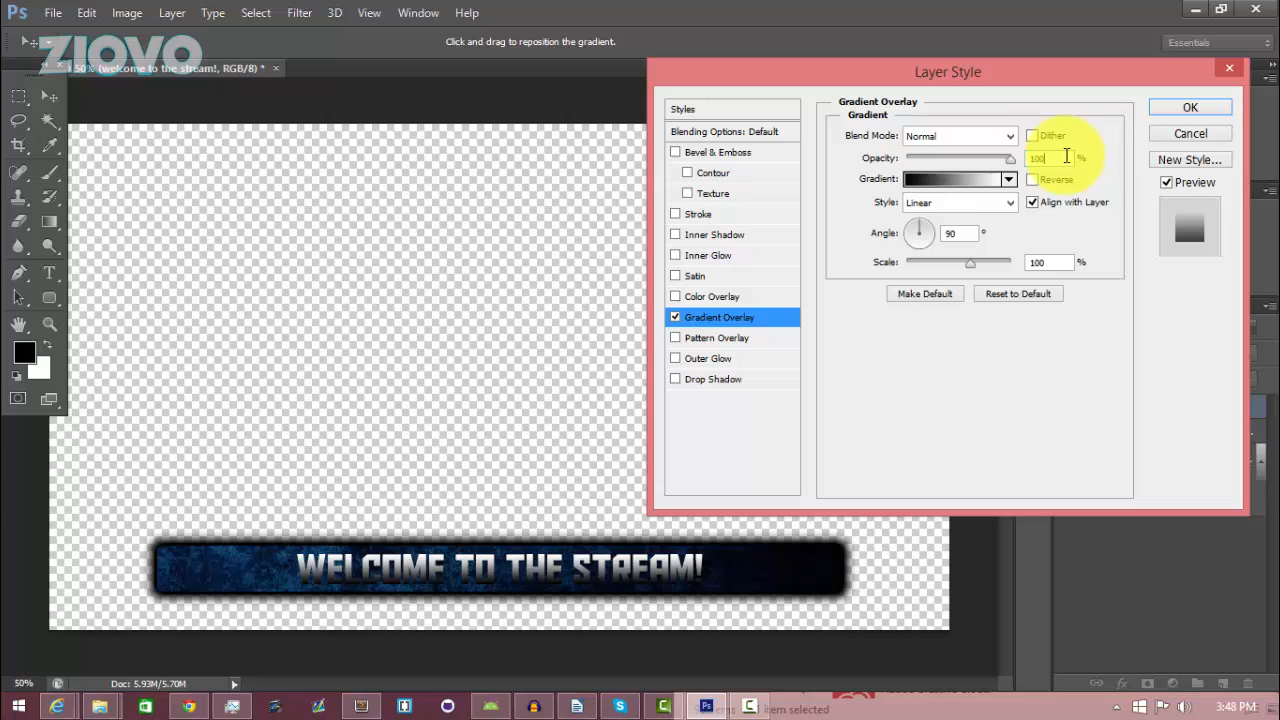 Ps File Edit Image Layer Type Select Filter 3D View Window Help
Click and drag to reposition the gradient.
Essentials
ZIOVO
50% (welcome to the stream!, RGB/8) *
Layer Style
Styles
Blending Options: Default
Bevel & Emboss
Contour
Texture
Stroke
Inner Shadow
Inner Glow
Satin
Color Overlay
Gradient Overlay
Pattern Overlay
Outer Glow
Drop Shadow
Gradient Overlay
Gradient
Blend Mode: Normal Dither
Opacity: 100 %
Gradient: Reverse
Style: Linear Align with Layer
Angle: 90 °
Scale: 100 %
Make Default Reset to Default
OK
Cancel
New Style...
Preview
WELCOME TO THE STREAM!
50% Doc: 5.93M/5.70M
item selected
3:48 PM